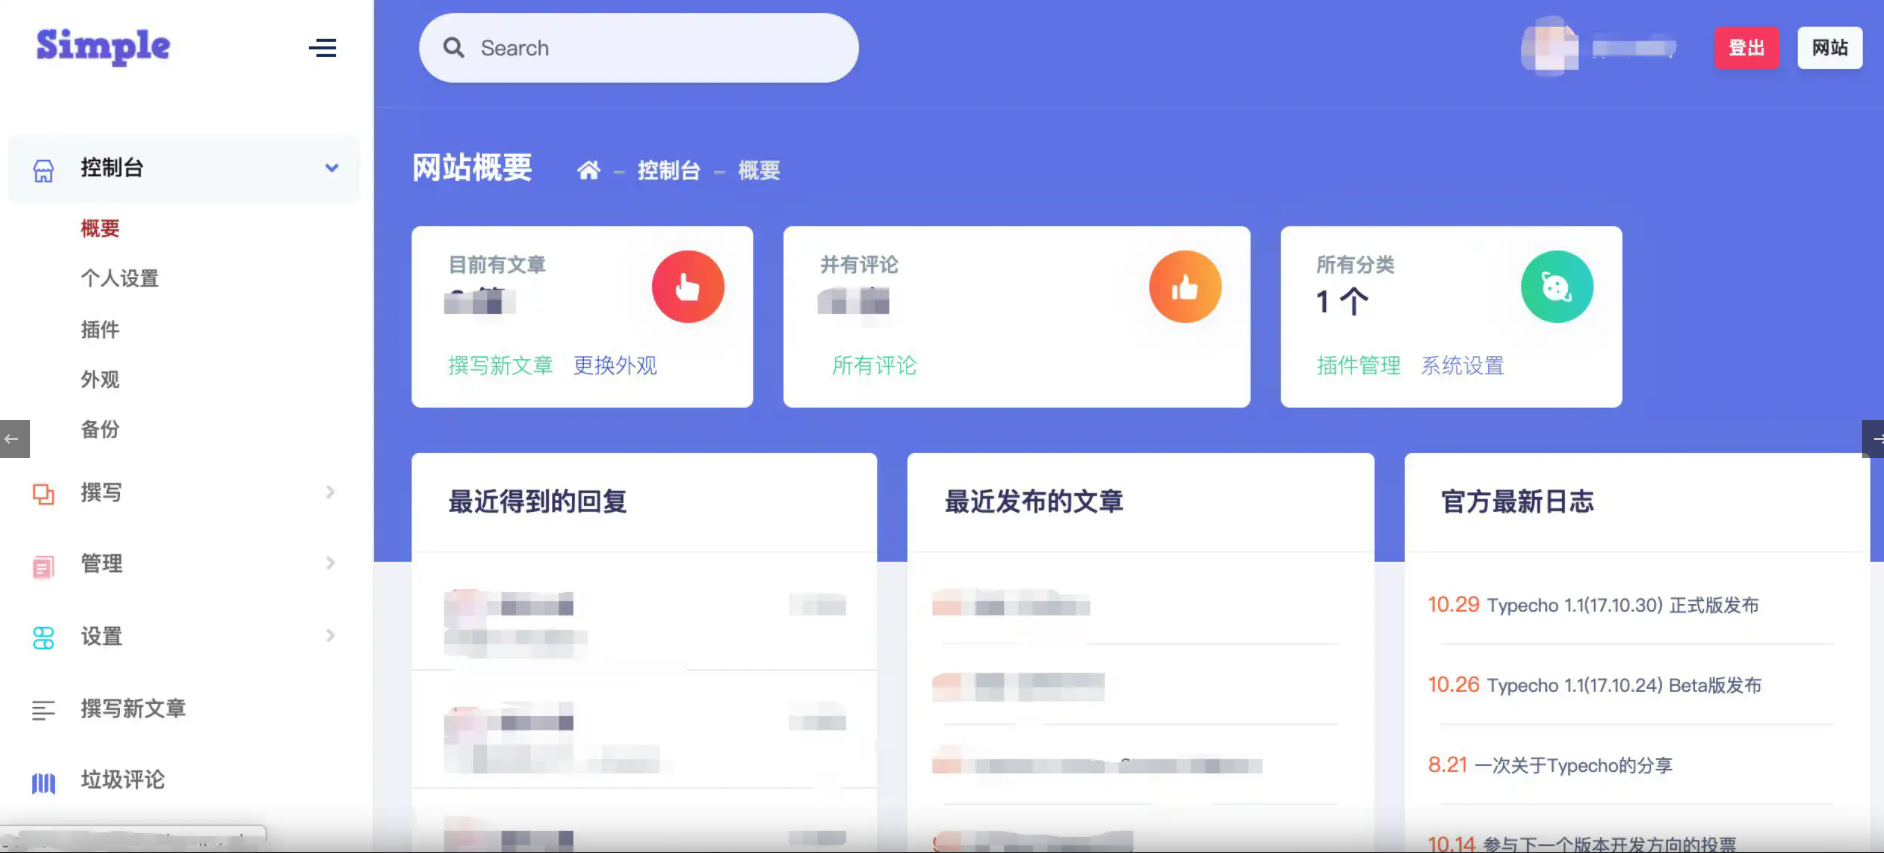 Simple
Search
登出
网站
控制台
概要
个人设置
插件
外观
备份
撰写
管理
设置
撰写新文章
垃圾评论
网站概要
– 控制台 – 概要
目前有文章
撰写新文章 更换外观
并有评论
所有评论
所有分类
1 个
插件管理 系统设置
最近得到的回复
最近发布的文章
官方最新日志
10.29 Typecho 1.1(17.10.30) 正式版发布
10.26 Typecho 1.1(17.10.24) Beta版发布
8.21 一次关于Typecho的分享
10.14 参与下一个版本开发方向的投票